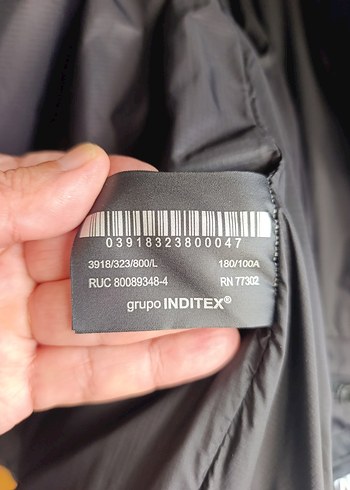 03918323800047
3918/323/800/L 180/100A
RUC 80089348-4 RN 77302
grupo INDITEX®